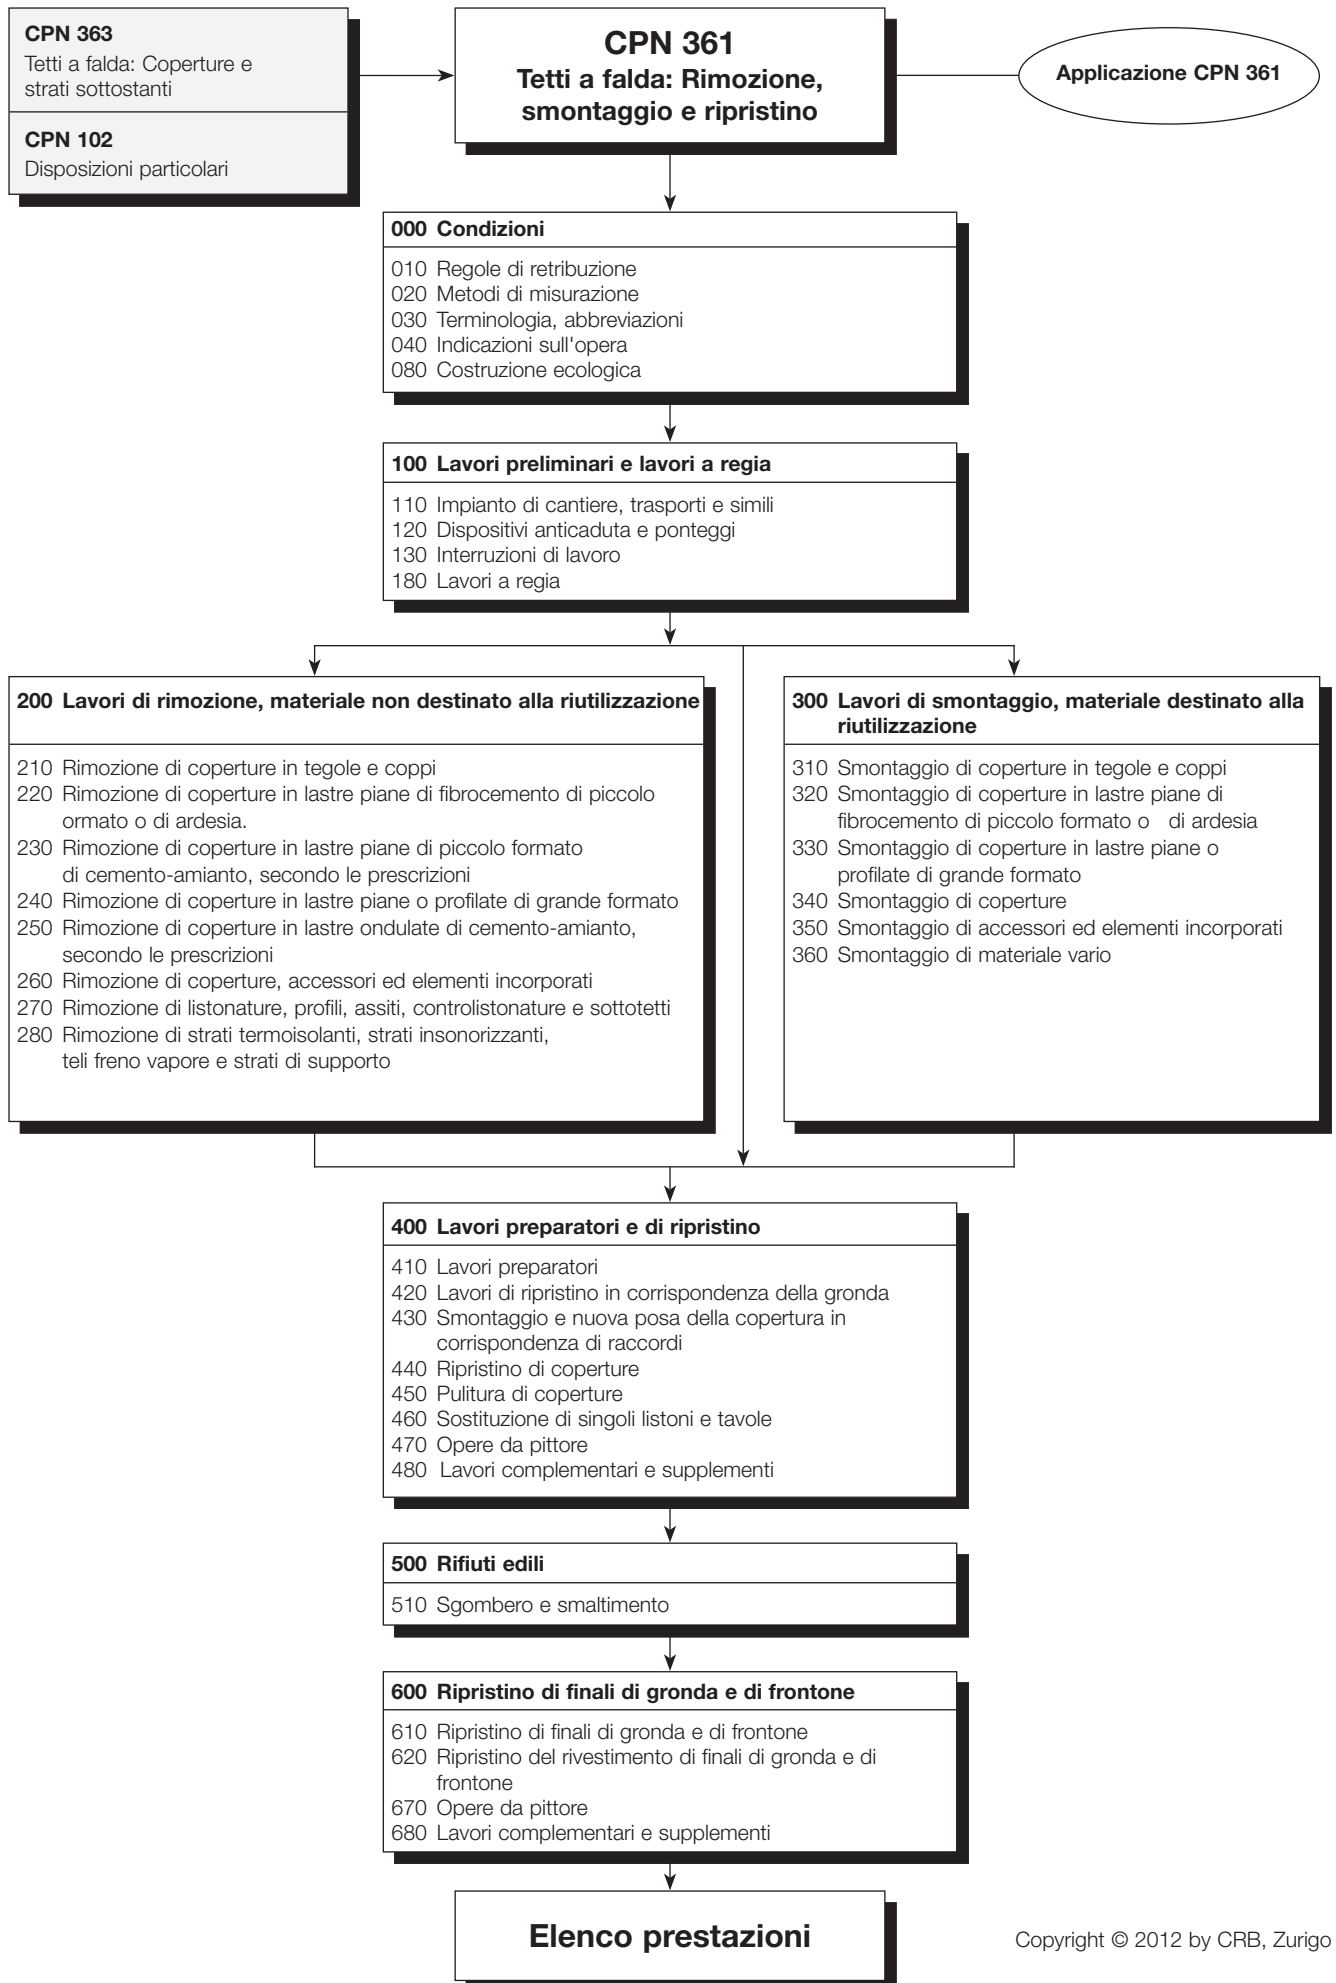 CPN 363
Tetti a falda: Coperture e
strati sottostanti
CPN 102
Disposizioni particolari
CPN 361
Tetti a falda: Rimozione,
smontaggio e ripristino
Applicazione CPN 361
000 Condizioni
010 Regole di retribuzione
020 Metodi di misurazione
030 Terminologia, abbreviazioni
040 Indicazioni sull'opera
080 Costruzione ecologica
100 Lavori preliminari e lavori a regia
110 Impianto di cantiere, trasporti e simili
120 Dispositivi anticaduta e ponteggi
130 Interruzioni di lavoro
180 Lavori a regia
200 Lavori di rimozione, materiale non destinato alla riutilizzazione
210 Rimozione di coperture in tegole e coppi
220 Rimozione di coperture in lastre piane di fibrocemento di piccolo
ormato o di ardesia.
230 Rimozione di coperture in lastre piane di piccolo formato
di cemento-amianto, secondo le prescrizioni
240 Rimozione di coperture in lastre piane o profilate di grande formato
250 Rimozione di coperture in lastre ondulate di cemento-amianto,
secondo le prescrizioni
260 Rimozione di coperture, accessori ed elementi incorporati
270 Rimozione di listonature, profili, assiti, controlistonature e sottotetti
280 Rimozione di strati termoisolanti, strati insonorizzanti,
teli freno vapore e strati di supporto
300 Lavori di smontaggio, materiale destinato alla
riutilizzazione
310 Smontaggio di coperture in tegole e coppi
320 Smontaggio di coperture in lastre piane di
fibrocemento di piccolo formato o di ardesia
330 Smontaggio di coperture in lastre piane o
profilate di grande formato
340 Smontaggio di coperture
350 Smontaggio di accessori ed elementi incorporati
360 Smontaggio di materiale vario
400 Lavori preparatori e di ripristino
410 Lavori preparatori
420 Lavori di ripristino in corrispondenza della gronda
430 Smontaggio e nuova posa della copertura in
corrispondenza di raccordi
440 Ripristino di coperture
450 Pulitura di coperture
460 Sostituzione di singoli listoni e tavole
470 Opere da pittore
480 Lavori complementari e supplementi
500 Rifiuti edili
510 Sgombero e smaltimento
600 Ripristino di finali di gronda e di frontone
610 Ripristino di finali di gronda e di frontone
620 Ripristino del rivestimento di finali di gronda e di
frontone
670 Opere da pittore
680 Lavori complementari e supplementi
Elenco prestazioni
Copyright © 2012 by CRB, Zurigo